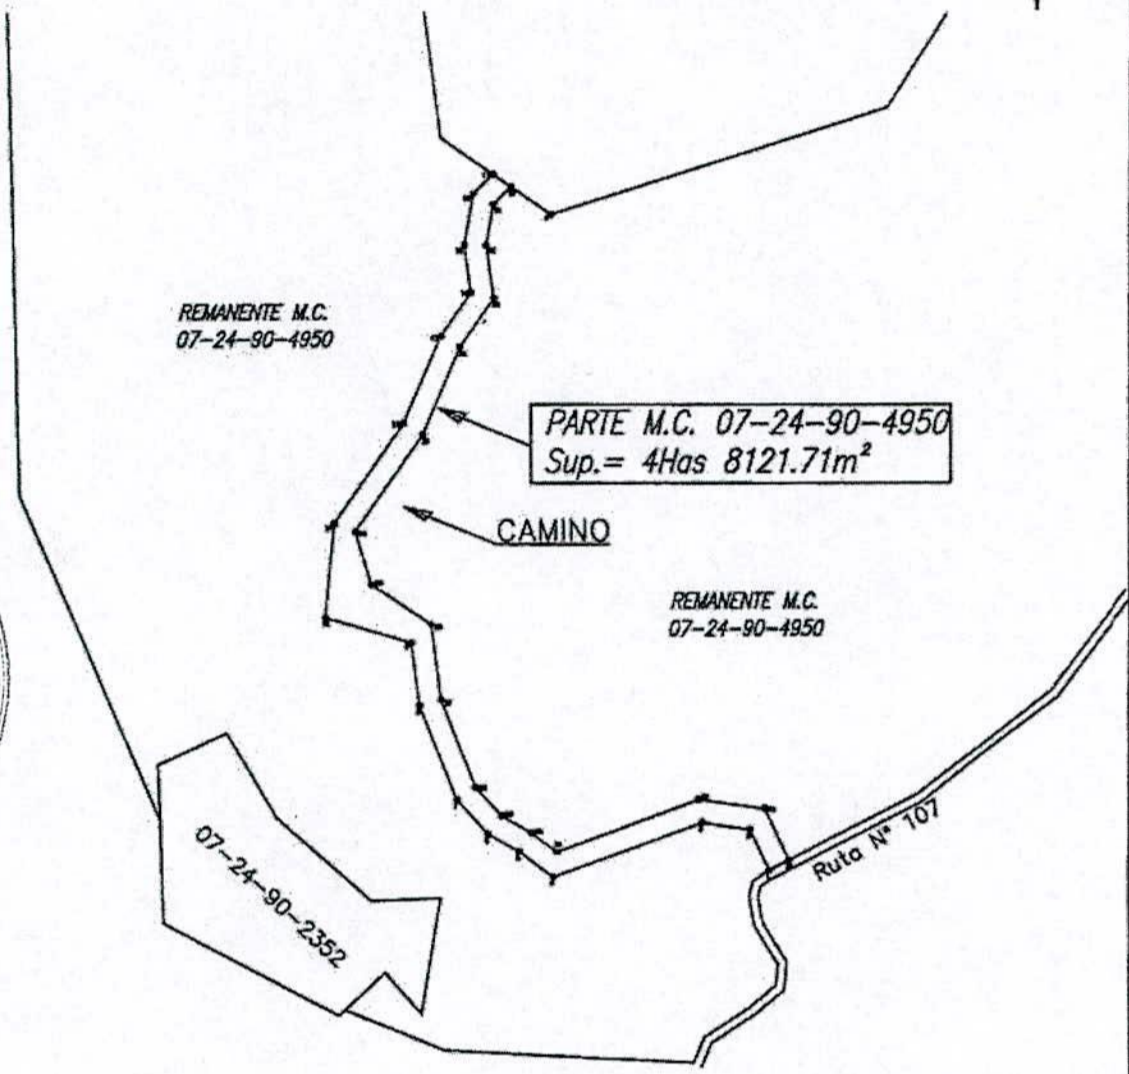 REMANENTE M.C.
07-24-90-4950
PARTE M.C. 07-24-90-4950
Sup.= 4Has 8121.71m²
CAMINO
REMANENTE M.C.
07-24-90-4950
Ruta N° 107
07-24-90-2352